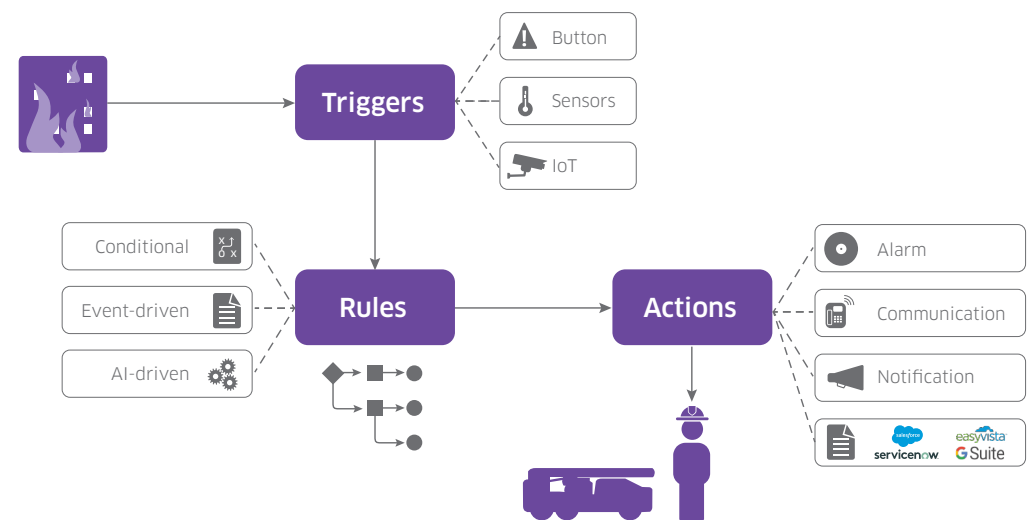 Button
Triggers
Sensors
IoT
Conditional
Event-driven
AI-driven
Rules
Actions
Alarm
Communication
Notification
salesforce
servicenow
easyvista
G Suite